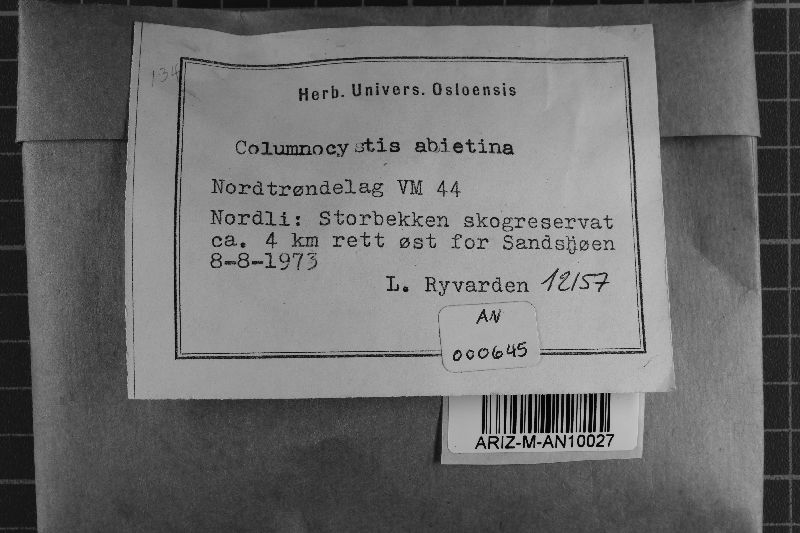 134
Herb. Univers. Osloensis
Columnocystis abietina
Nordtrøndelag VM 44
Nordli: Storbekken skogreservat
ca. 4 km rett øst for Sandsjøen
8-8-1973
L. Ryvarden 12157
AN
000645
ARIZ-M-AN10027